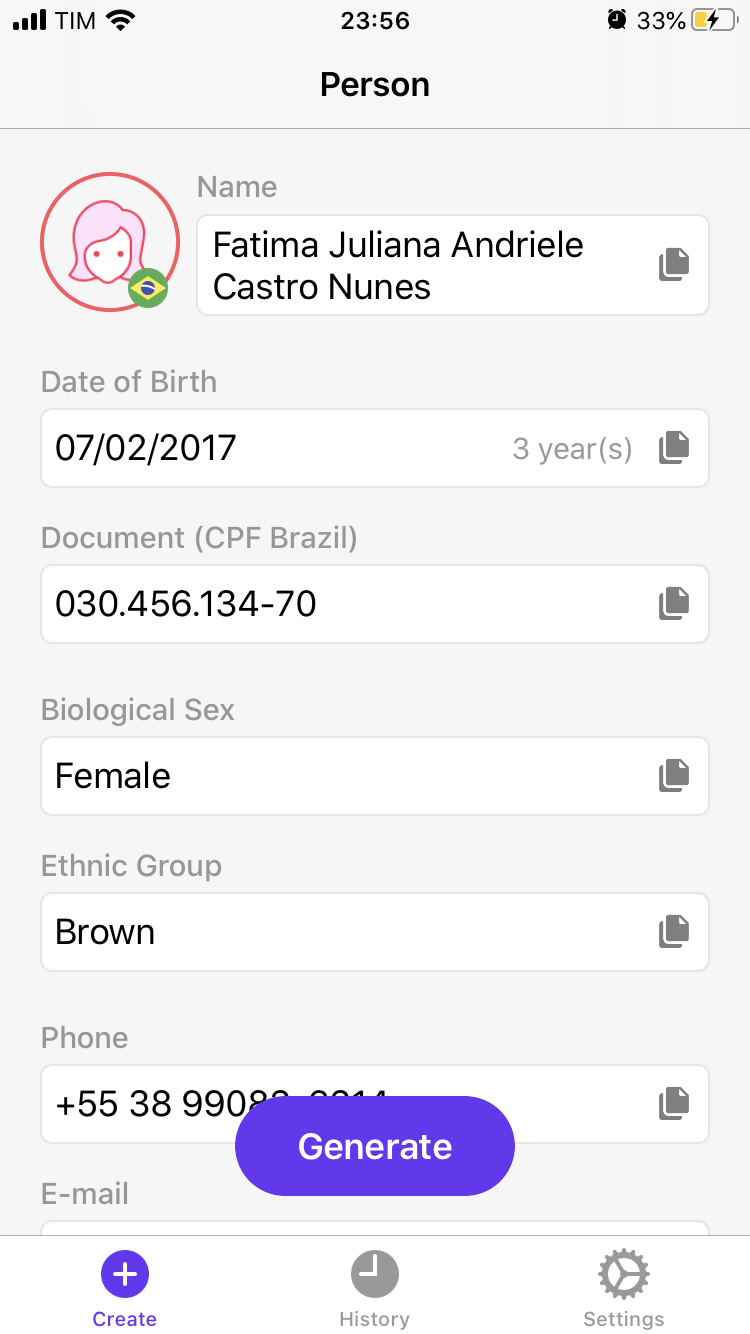 TIM 23:56 33%
Person
Name
Fatima Juliana Andriele
Castro Nunes
Date of Birth
07/02/2017 3 year(s)
Document (CPF Brazil)
030.456.134-70
Biological Sex
Female
Ethnic Group
Brown
Phone
+55 38
Generate
E-mail
Create History Settings